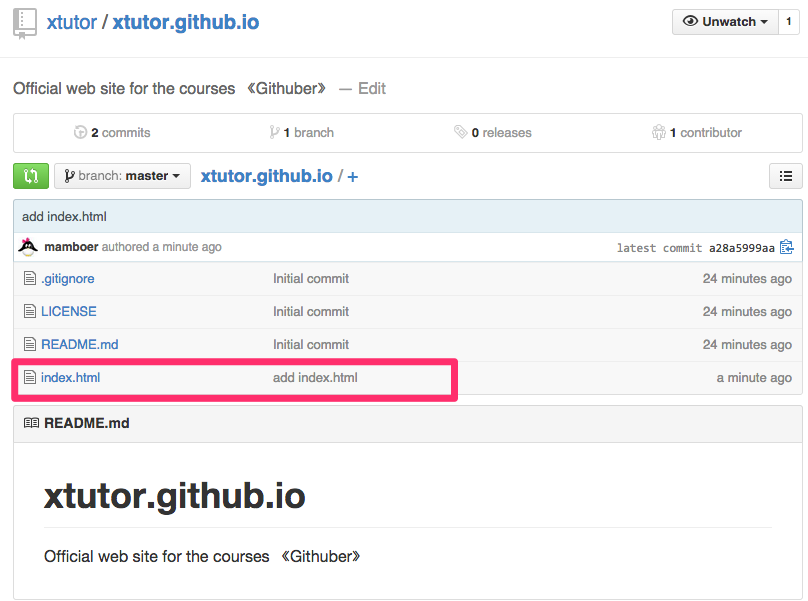 xtutor / xtutor.github.io
Unwatch 1
Official web site for the courses 《Githuber》 — Edit
2 commits 1 branch 0 releases 1 contributor
branch: master xtutor.github.io / +
add index.html
mamboer authored a minute ago latest commit a28a5999aa
.gitignore Initial commit 24 minutes ago
LICENSE Initial commit 24 minutes ago
README.md Initial commit 24 minutes ago
index.html add index.html a minute ago
README.md
xtutor.github.io
Official web site for the courses 《Githuber》